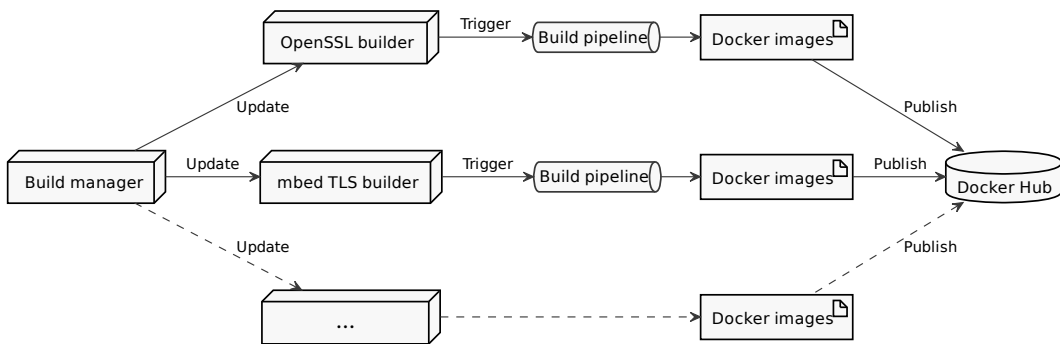 Trigger
OpenSSL builder
Build pipeline
Docker images
Update
Publish
Update
Trigger
Publish
Build manager
mbed TLS builder
Build pipeline
Docker images
Docker Hub
Update
Publish
...
Docker images